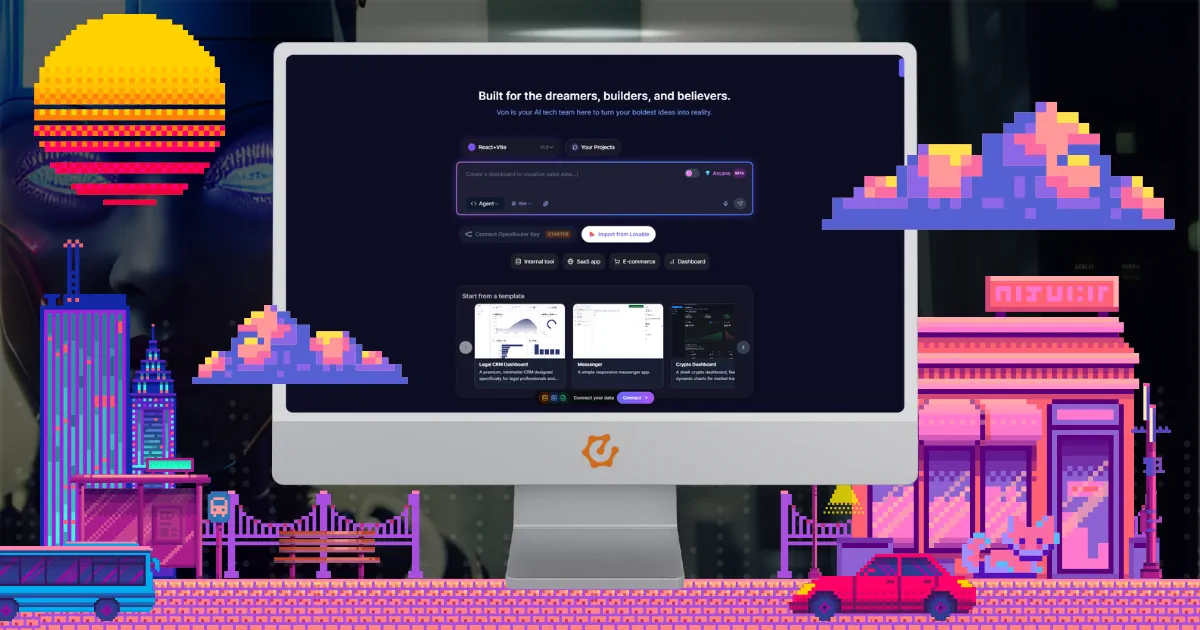 Built for the dreamers, builders, and believers.
Von is your AI tech team here to turn your boldest ideas into reality.
React+Vite
V1.0
Your Projects
Create a dashboard to visualize sales data...|
Arcane
BETA
Agent
Connect OpenRouter Key
STARTER
Import from Lovable
Internal tool
SaaS app
E-commerce
Dashboard
Start from a template
Legal CRM Dashboard
A premium, minimalist CRM designed
specifically for legal professionals and...
Messenger
A simple responsive messenger app.
Crypto Dashboard
A sleek crypto dashboard, fea
dynamic charts for market tra
Connect your data
Connect